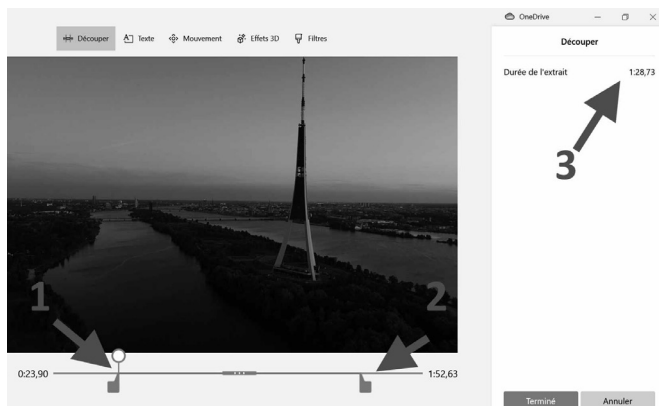 OneDrive
Découper Texte Mouvement Effets 3D Filtres
Découper
Durée de l'extrait 1:28,73
3
1 2
0:23,90 1:52,63
Terminé Annuler